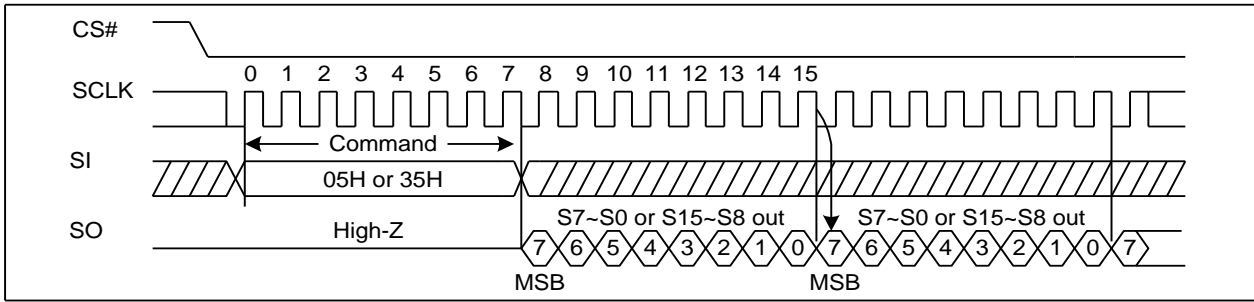 CS#
0 1 2 3 4 5 6 7 8 9 10 11 12 13 14 15
SCLK
Command
SI
05H or 35H
S7~S0 or S15~S8 out S7~S0 or S15~S8 out
SO
High-Z
7 6 5 4 3 2 1 0 7 6 5 4 3 2 1 0 7
MSB MSB